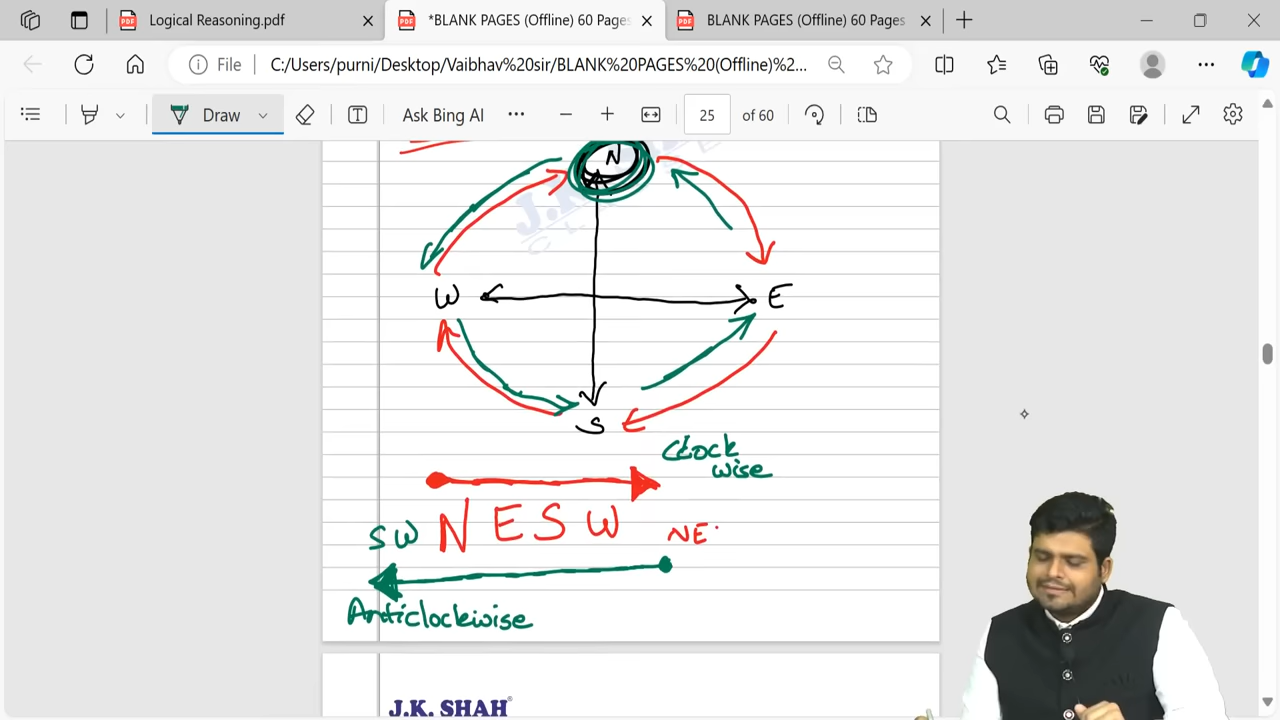 Logical Reasoning.pdf
*BLANK PAGES (Offline) 60 Pages
BLANK PAGES (Offline) 60 Pages
File
C:/Users/purni/Desktop/Vaibhav%20sir/BLANK%20PAGES%20(Offline)%2...
Draw
Ask Bing AI
25
of 60
N
W
E
S
Clock
wise
SW
N E S W
NE
Anticlockwise
J.K. SHAH®